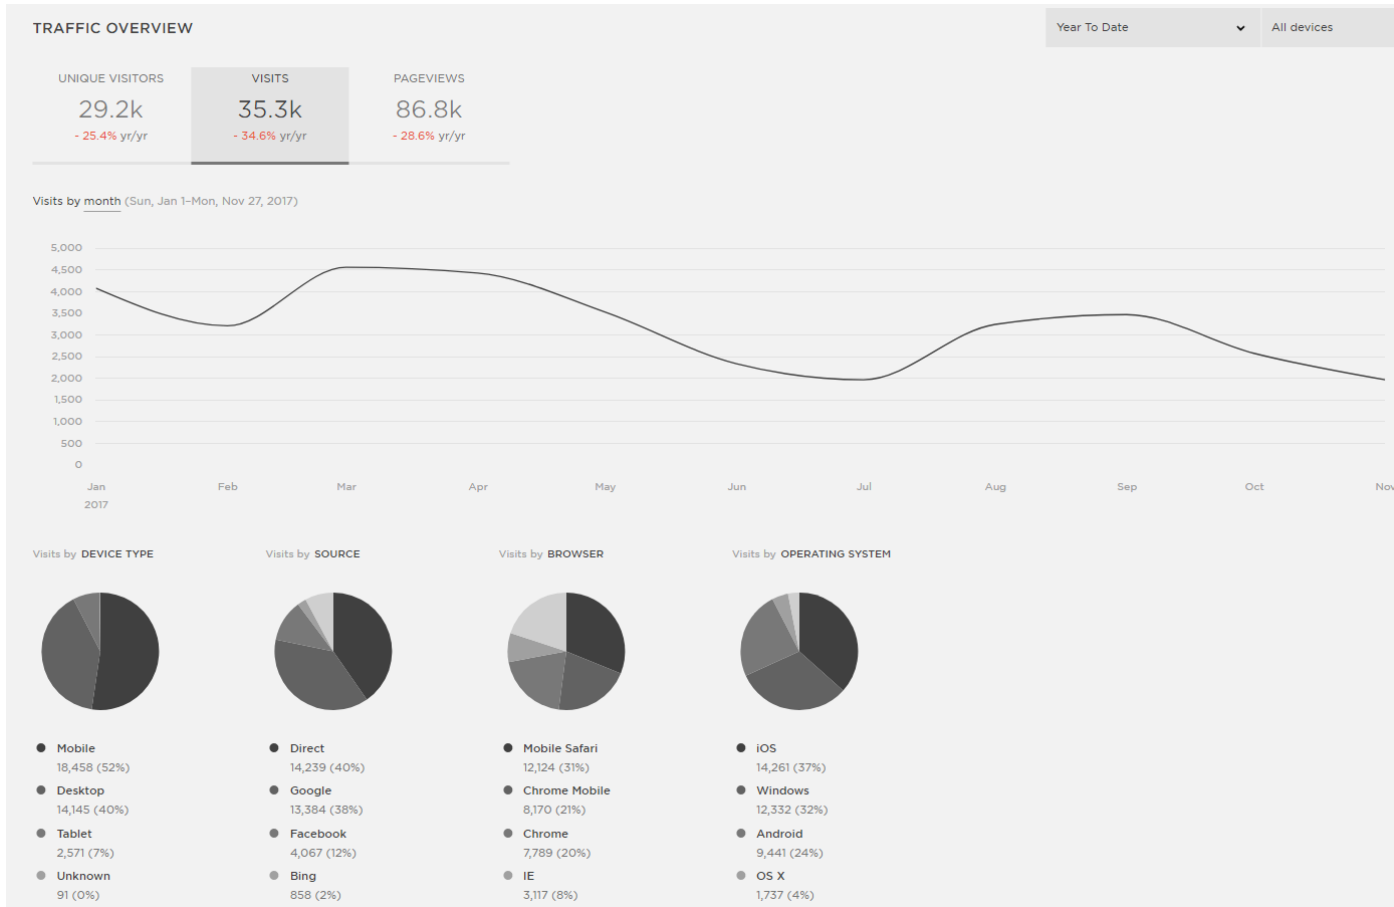 TRAFFIC OVERVIEW
Year To Date
All devices
UNIQUE VISITORS
29.2k
- 25.4% yr/yr
VISITS
35.3k
- 34.6% yr/yr
PAGEVIEWS
86.8k
- 28.6% yr/yr
Visits by month (Sun, Jan 1–Mon, Nov 27, 2017)
5,000
4,500
4,000
3,500
3,000
2,500
2,000
1,500
1,000
500
0
Jan Feb Mar Apr May Jun Jul Aug Sep Oct Nov
2017
Visits by DEVICE TYPE
Mobile
18,458 (52%)
Desktop
14,145 (40%)
Tablet
2,571 (7%)
Unknown
91 (0%)
Visits by SOURCE
Direct
14,239 (40%)
Google
13,384 (38%)
Facebook
4,067 (12%)
Bing
858 (2%)
Visits by BROWSER
Mobile Safari
12,124 (31%)
Chrome Mobile
8,170 (21%)
Chrome
7,789 (20%)
IE
3,117 (8%)
Visits by OPERATING SYSTEM
iOS
14,261 (37%)
Windows
12,332 (32%)
Android
9,441 (24%)
OS X
1,737 (4%)